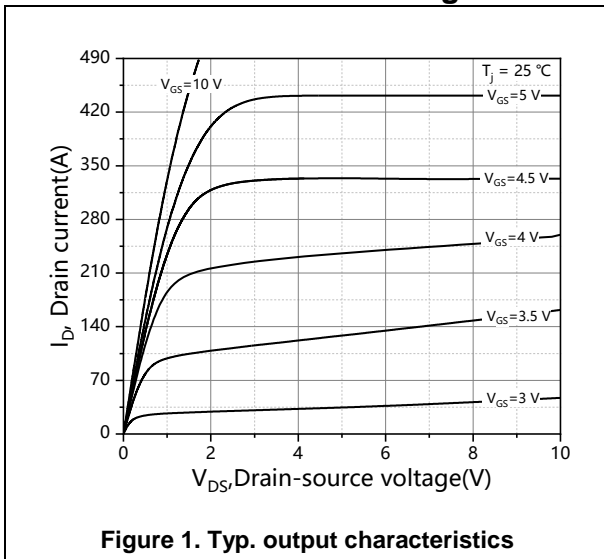 490
420
350
280
210
140
70
0
I_D, Drain current(A)
T_j = 25 ℃
V_GS=10 V
V_GS=5 V
V_GS=4.5 V
V_GS=4 V
V_GS=3.5 V
V_GS=3 V
0 2 4 6 8 10
V_DS,Drain-source voltage(V)
Figure 1. Typ. output characteristics